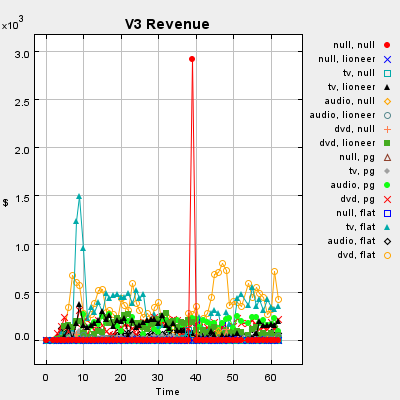 V3 Revenue
x10³
3.0
2.5
2.0
1.5
1.0
0.5
0.0
$
0 10 20 30 40 50 60
Time
null, null
null, lioneer
tv, null
tv, lioneer
audio, null
audio, lioneer
dvd, null
dvd, lioneer
null, pg
tv, pg
audio, pg
dvd, pg
null, flat
tv, flat
audio, flat
dvd, flat